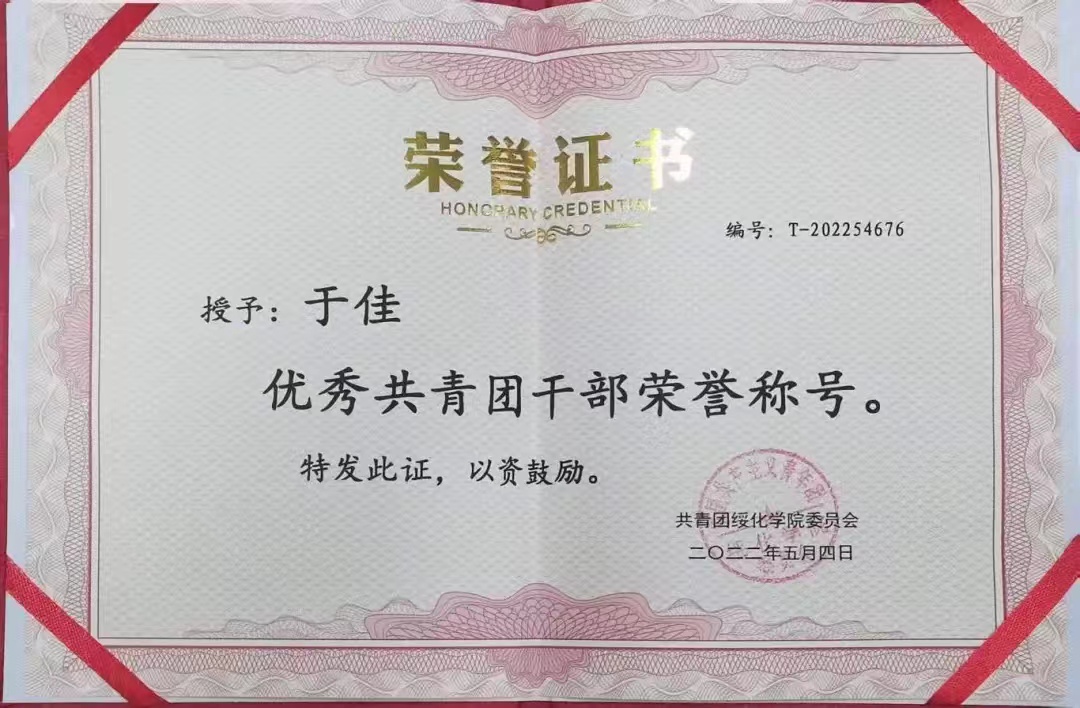 荣誉证书
HONORARY CREDENTIAL
编号：T-202254676
授予：于佳
优秀共青团干部荣誉称号。
特发此证，以资鼓励。
共青团绥化学院委员会
二〇二二年五月四日